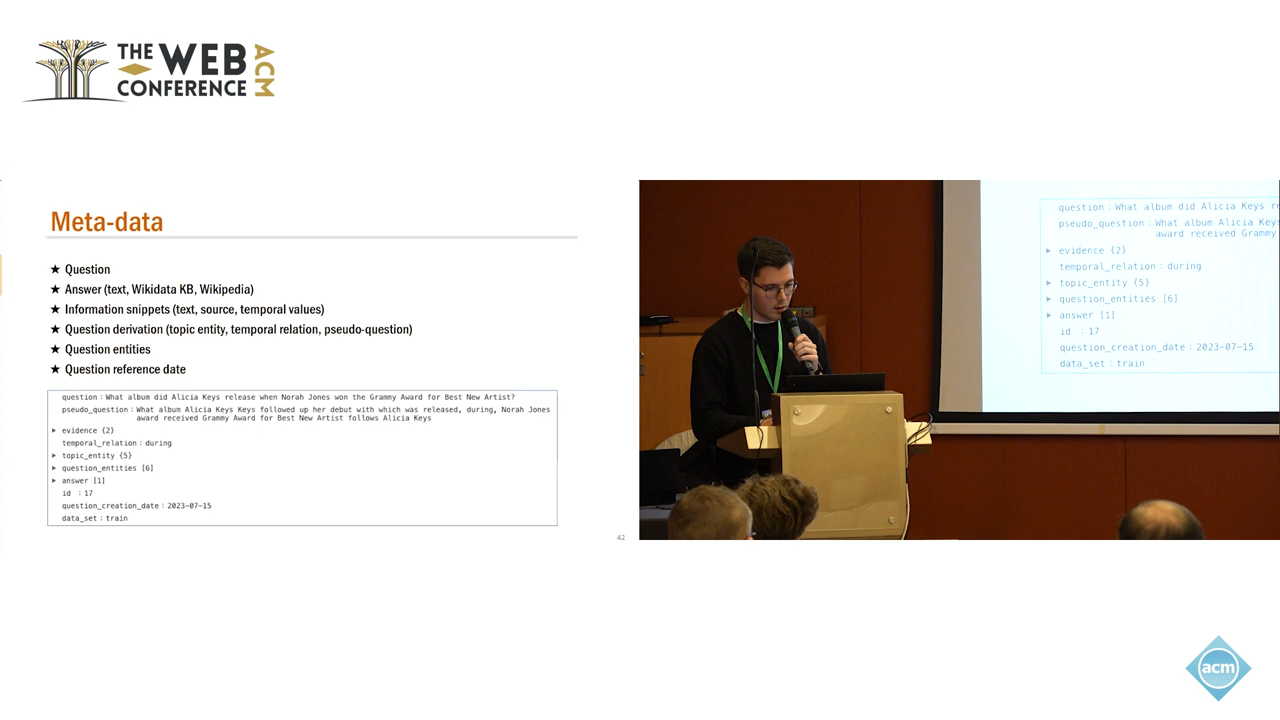 THE WEB
CONFERENCE
ACM
Meta-data
★ Question
★ Answer (text, Wikidata KB, Wikipedia)
★ Information snippets (text, source, temporal values)
★ Question derivation (topic entity, temporal relation, pseudo-question)
★ Question entities
★ Question reference date
question : What album did Alicia Keys release when Norah Jones won the Grammy Award for Best New Artist?
pseudo_question : What album Alicia Keys Keys followed up her debut with which was released, during, Norah Jones
award received Grammy Award for Best New Artist follows Alicia Keys
evidence {2}
temporal_relation : during
topic_entity {5}
question_entities [6]
answer [1]
id : 17
question_creation_date : 2023-07-15
data_set : train
42
question : What album did Alicia Keys re
pseudo_question : What album Alicia Keys
award received Grammy
evidence {2}
temporal_relation : during
topic_entity {5}
question_entities [6]
answer [1]
id : 17
question_creation_date : 2023-07-15
data_set : train
acm